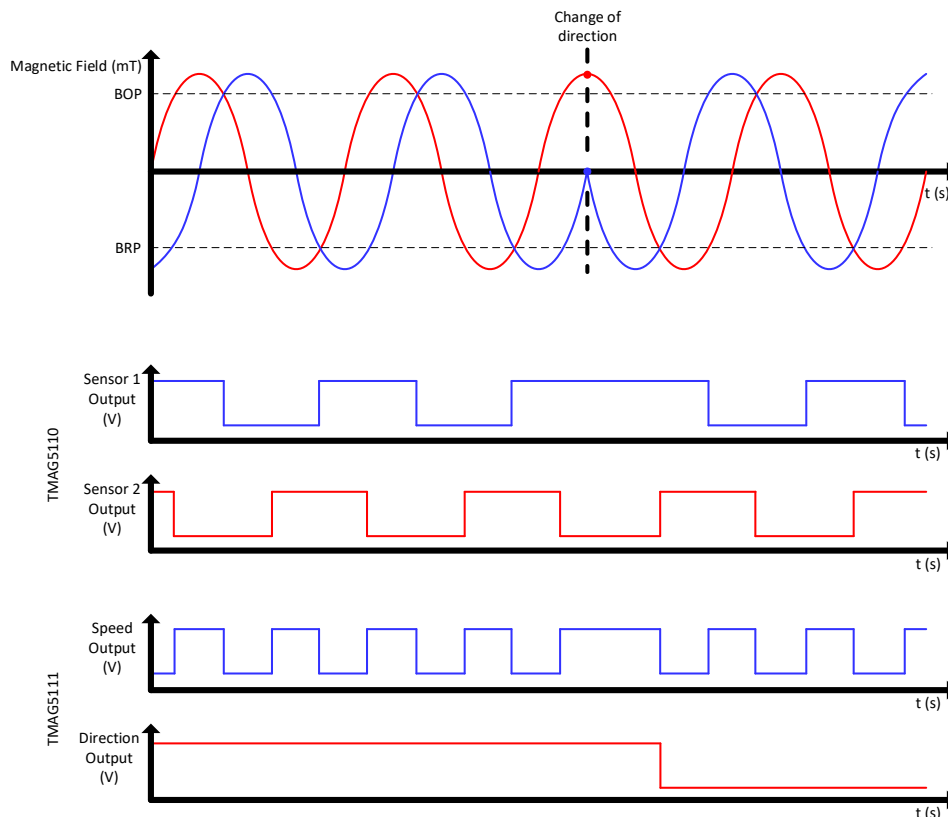 Change of
direction
Magnetic Field (mT)
BOP
t (s)
BRP
Sensor 1
Output
(V)
t (s)
TMAG5110
Sensor 2
Output
(V)
t (s)
Speed
Output
(V)
t (s)
TMAG5111
Direction
Output
(V)
t (s)